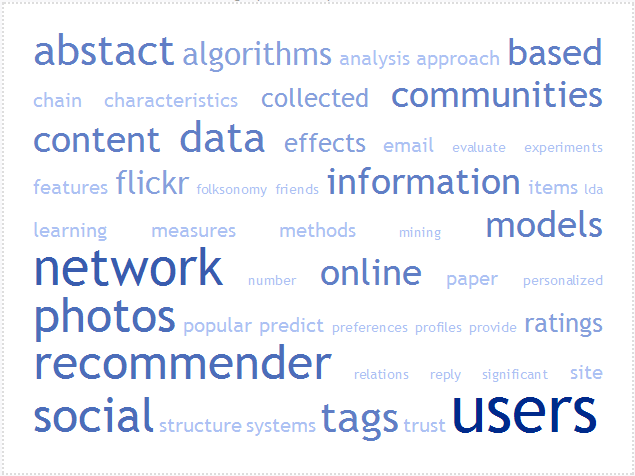 abstact algorithms analysis approach based
chain characteristics collected communities
content data effects email evaluate experiments
features flickr folksonomy friends information items lda
learning measures methods mining models
network number online paper personalized
photos popular predict preferences profiles provide ratings
recommender relations reply significant site
social structure systems tags trust users